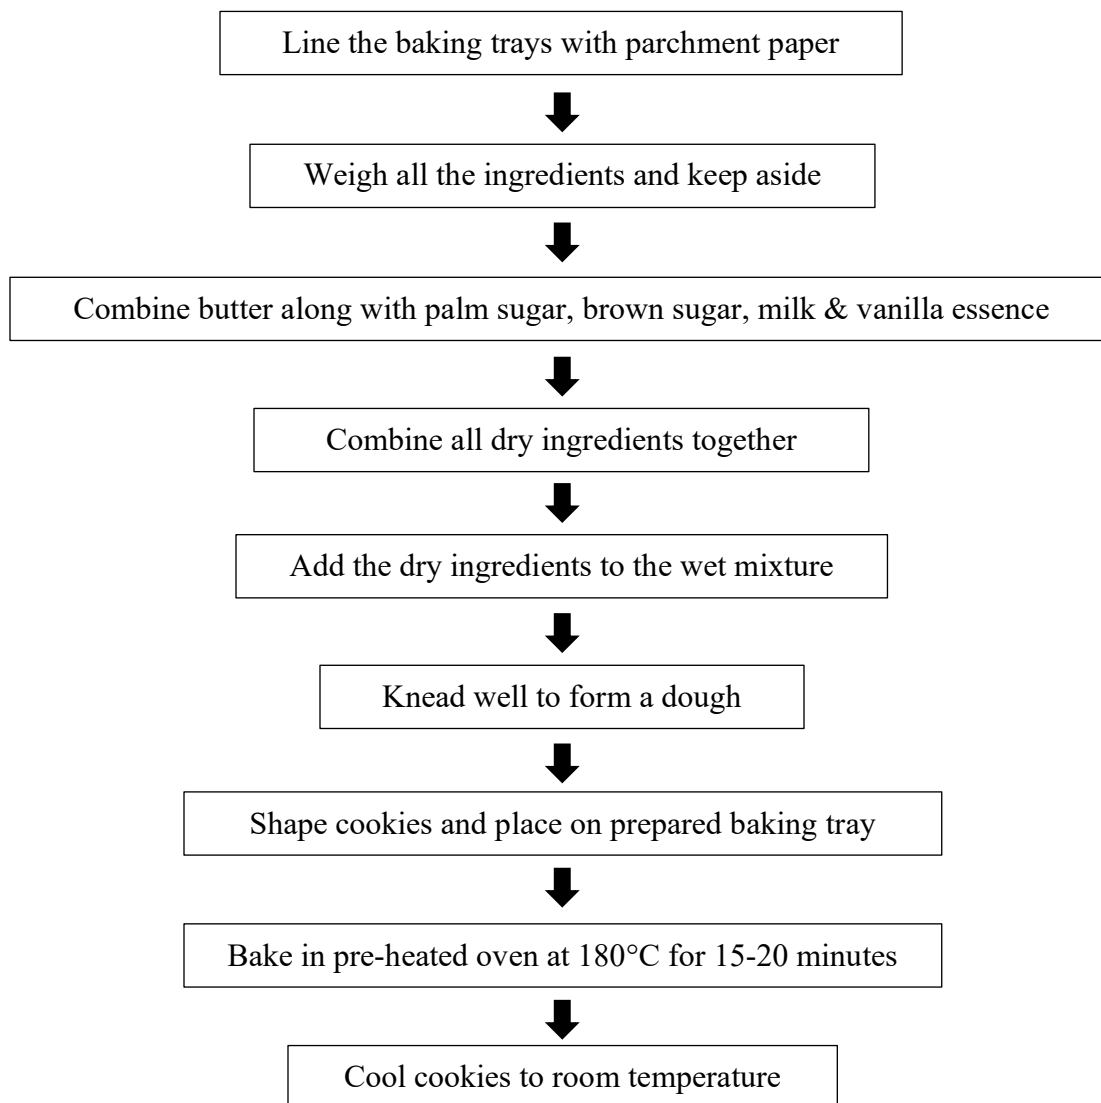 Line the baking trays with parchment paper
Weigh all the ingredients and keep aside
Combine butter along with palm sugar, brown sugar, milk & vanilla essence
Combine all dry ingredients together
Add the dry ingredients to the wet mixture
Knead well to form a dough
Shape cookies and place on prepared baking tray
Bake in pre-heated oven at 180°C for 15-20 minutes
Cool cookies to room temperature